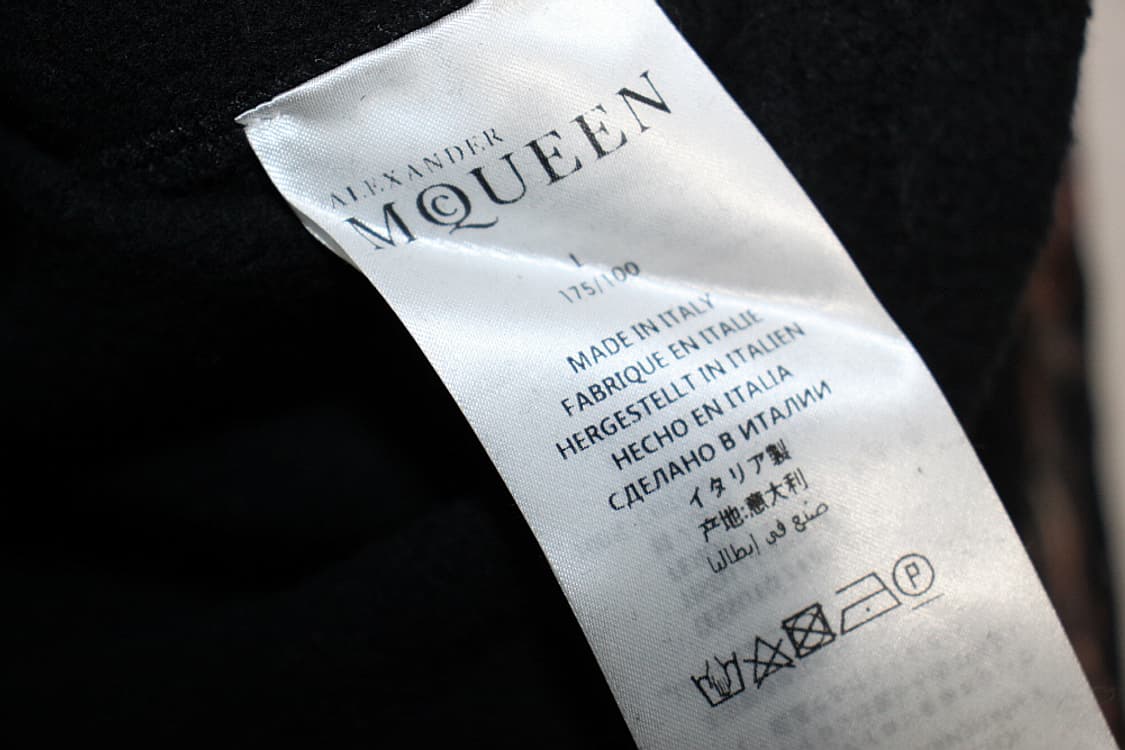 ALEXANDER
MCQUEEN
L
175/100
MADE IN ITALY
FABRIQUE EN ITALIE
HERGESTELLT IN ITALIEN
HECHO EN ITALIA
СДЕЛАНО В ИТАЛИИ
イタリア製
产地:意大利
صنع في إيطاليا
P